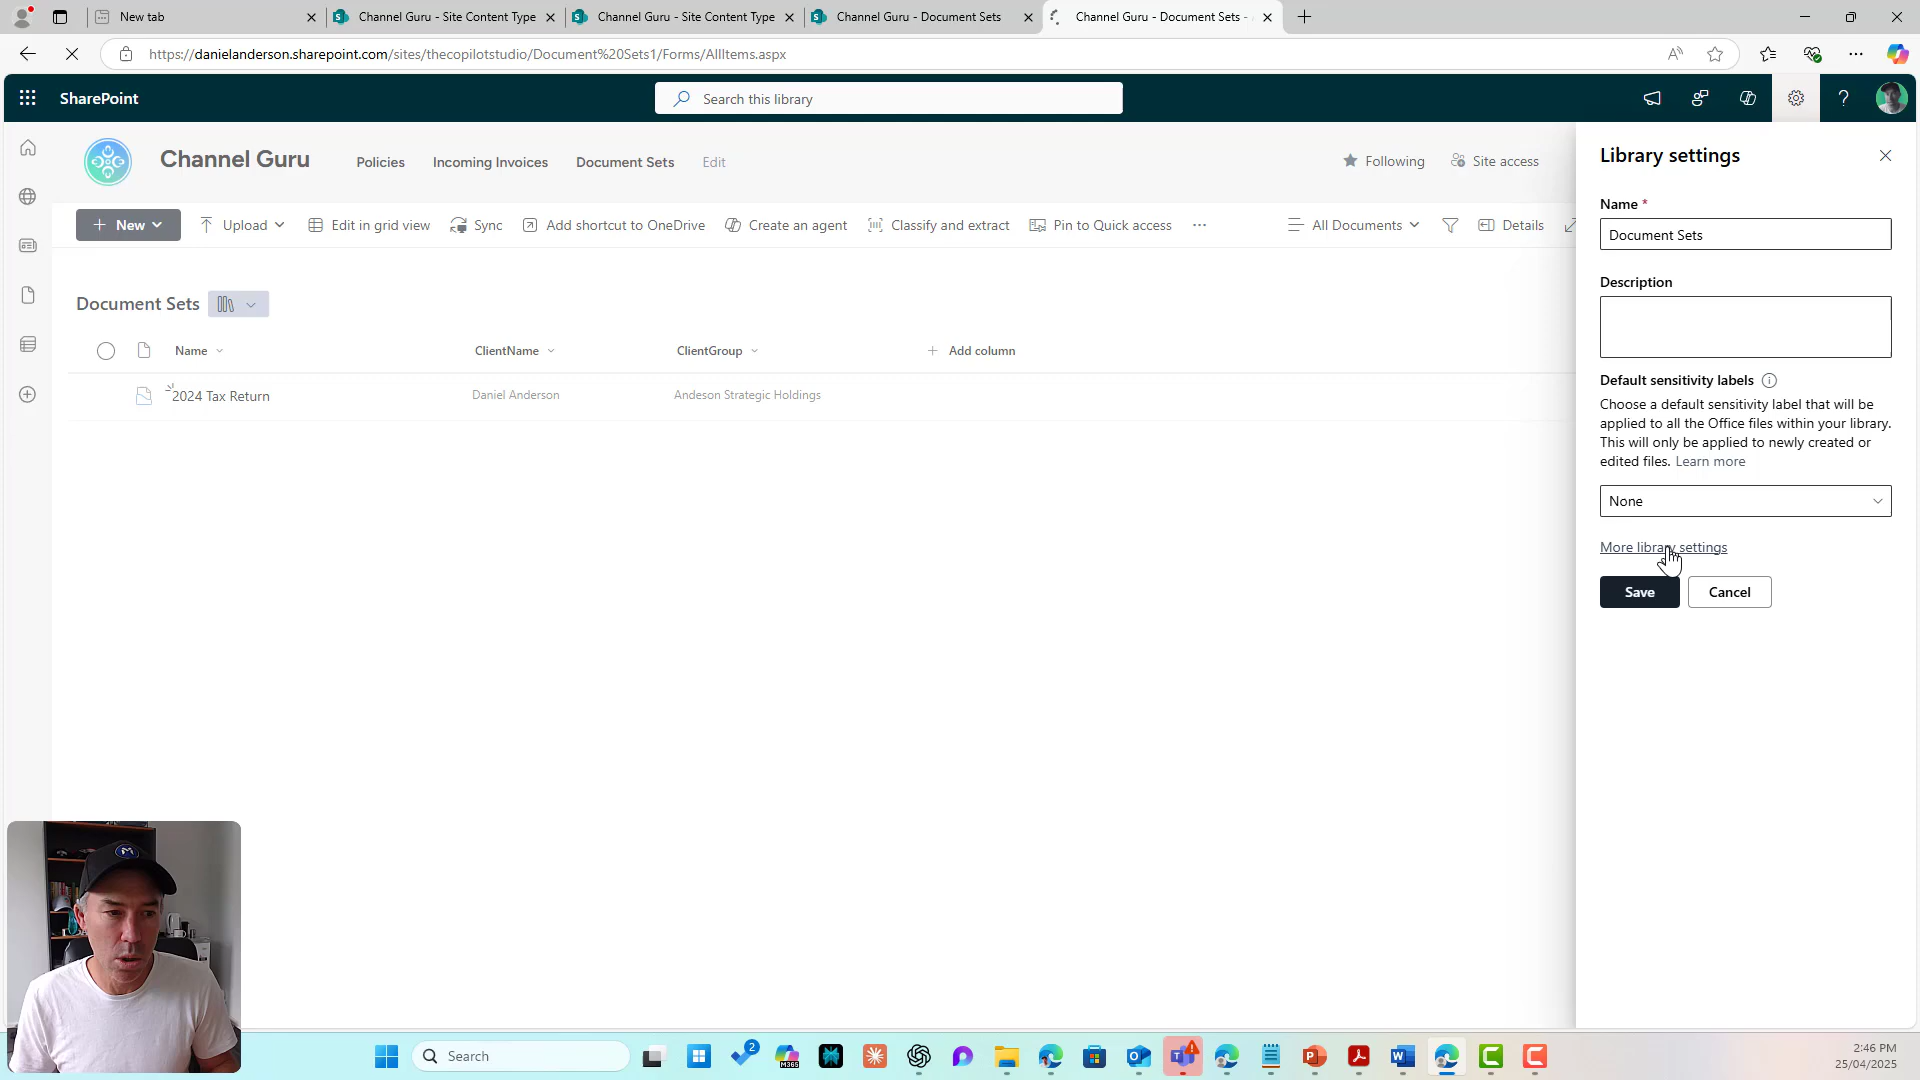 New tab
Channel Guru - Site Content Type
Channel Guru - Site Content Type
Channel Guru - Document Sets
Channel Guru - Document Sets -
https://danielanderson.sharepoint.com/sites/thecopilotstudio/Document%20Sets1/Forms/AllItems.aspx
SharePoint
Search this library
Channel Guru
Policies
Incoming Invoices
Document Sets
Edit
Following
Site access
New
Upload
Edit in grid view
Sync
Add shortcut to OneDrive
Create an agent
Classify and extract
Pin to Quick access
All Documents
Details
Document Sets
Name
ClientName
ClientGroup
Add column
2024 Tax Return
Daniel Anderson
Andeson Strategic Holdings
Library settings
Name *
Document Sets
Description
Default sensitivity labels
Choose a default sensitivity label that will be
applied to all the Office files within your library.
This will only be applied to newly created or
edited files. Learn more
None
More library settings
Save
Cancel
Search
2
M365
2:46 PM
25/04/2025